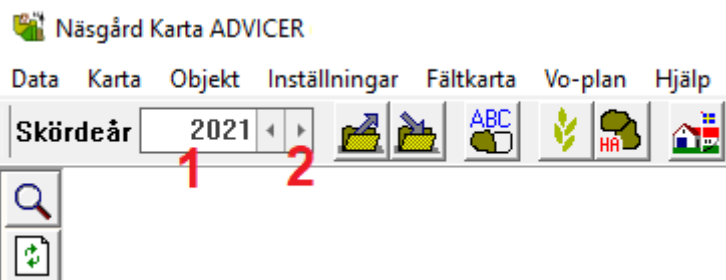 Näsgård Karta ADVICER
Data Karta Objekt Inställningar Fältkarta Vo-plan Hjälp
Skördeår 2021 ABC HA
1 2